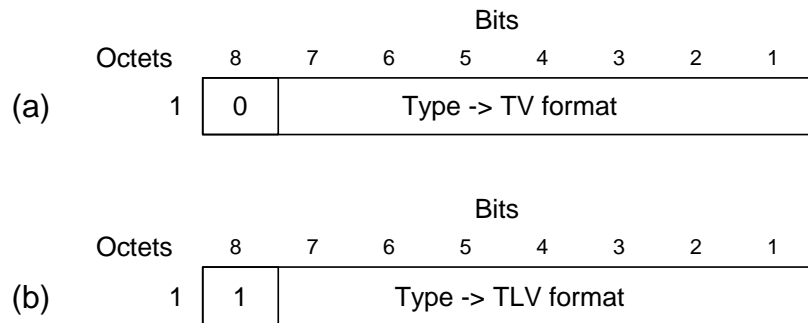 Bits
Octets 8 7 6 5 4 3 2 1
(a) 1 0 Type -> TV format
Bits
Octets 8 7 6 5 4 3 2 1
(b) 1 1 Type -> TLV format